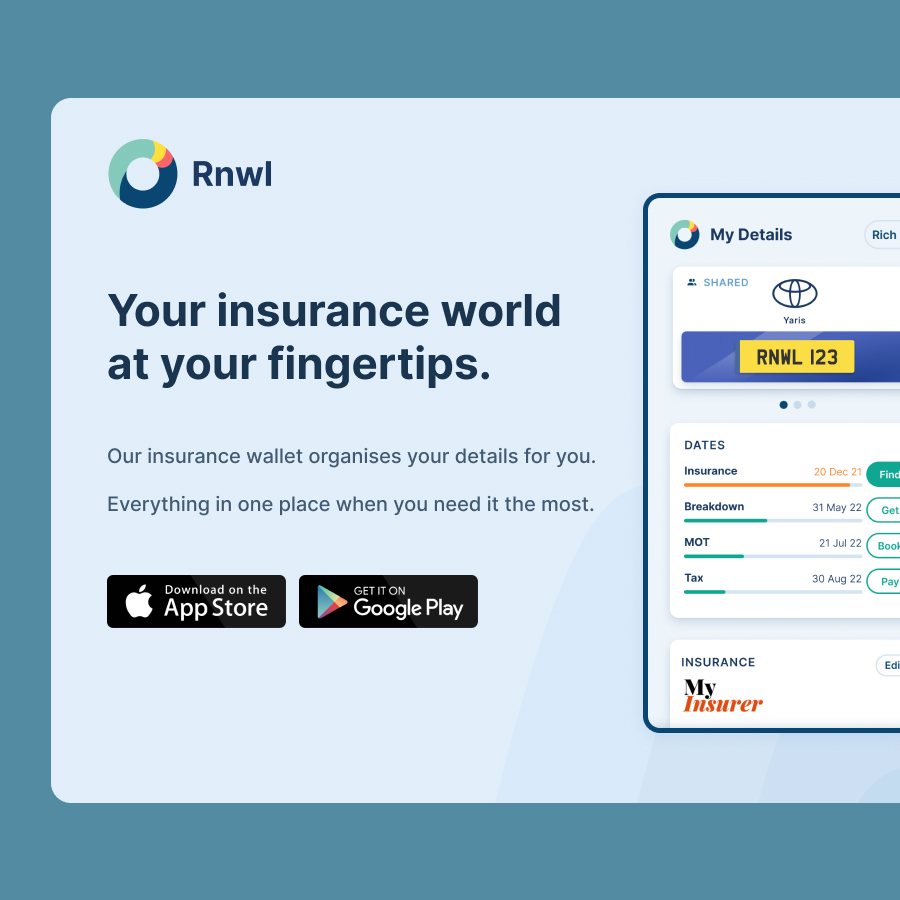 Rnwl
Your insurance world
at your fingertips.
Our insurance wallet organises your details for you.
Everything in one place when you need it the most.
Download on the
App Store
GET IT ON
Google Play
My Details
Rich
SHARED
Yaris
RNWL 123
DATES
Insurance 20 Dec 21 Find
Breakdown 31 May 22 Get
MOT 21 Jul 22 Book
Tax 30 Aug 22 Pay
INSURANCE
Edi
My
Insurer